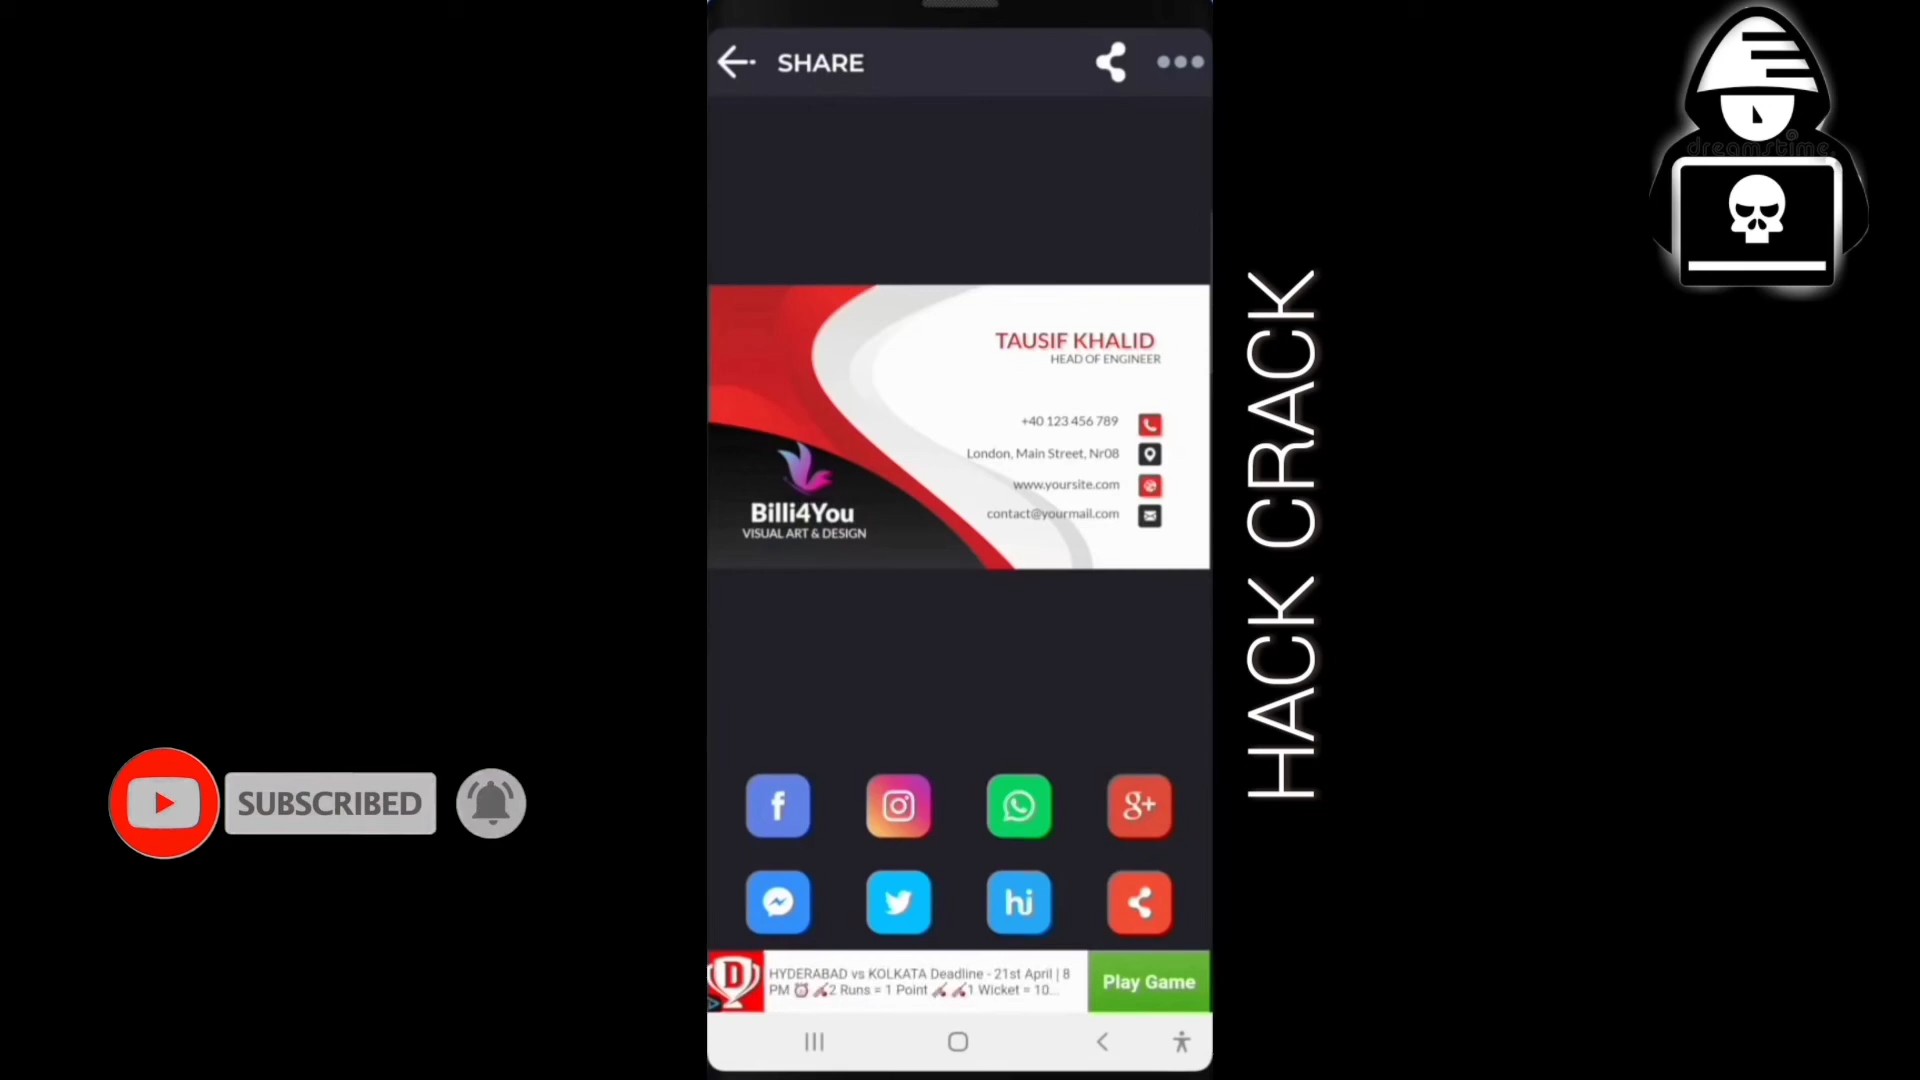 SHARE
dreamstime
TAUSIF KHALID
HEAD OF ENGINEER
+40 123 456 789
London, Main Street, Nr08
www.yoursite.com
contact@yourmail.com
Billi4You
VISUAL ART & DESIGN
HACK CRACK
SUBSCRIBED
f
g+
hi
D
HYDERABAD vs KOLKATA Deadline - 21st April | 8
PM ⏰ 🏏2 Runs = 1 Point 🏏 🏏1 Wicket = 10...
Play Game